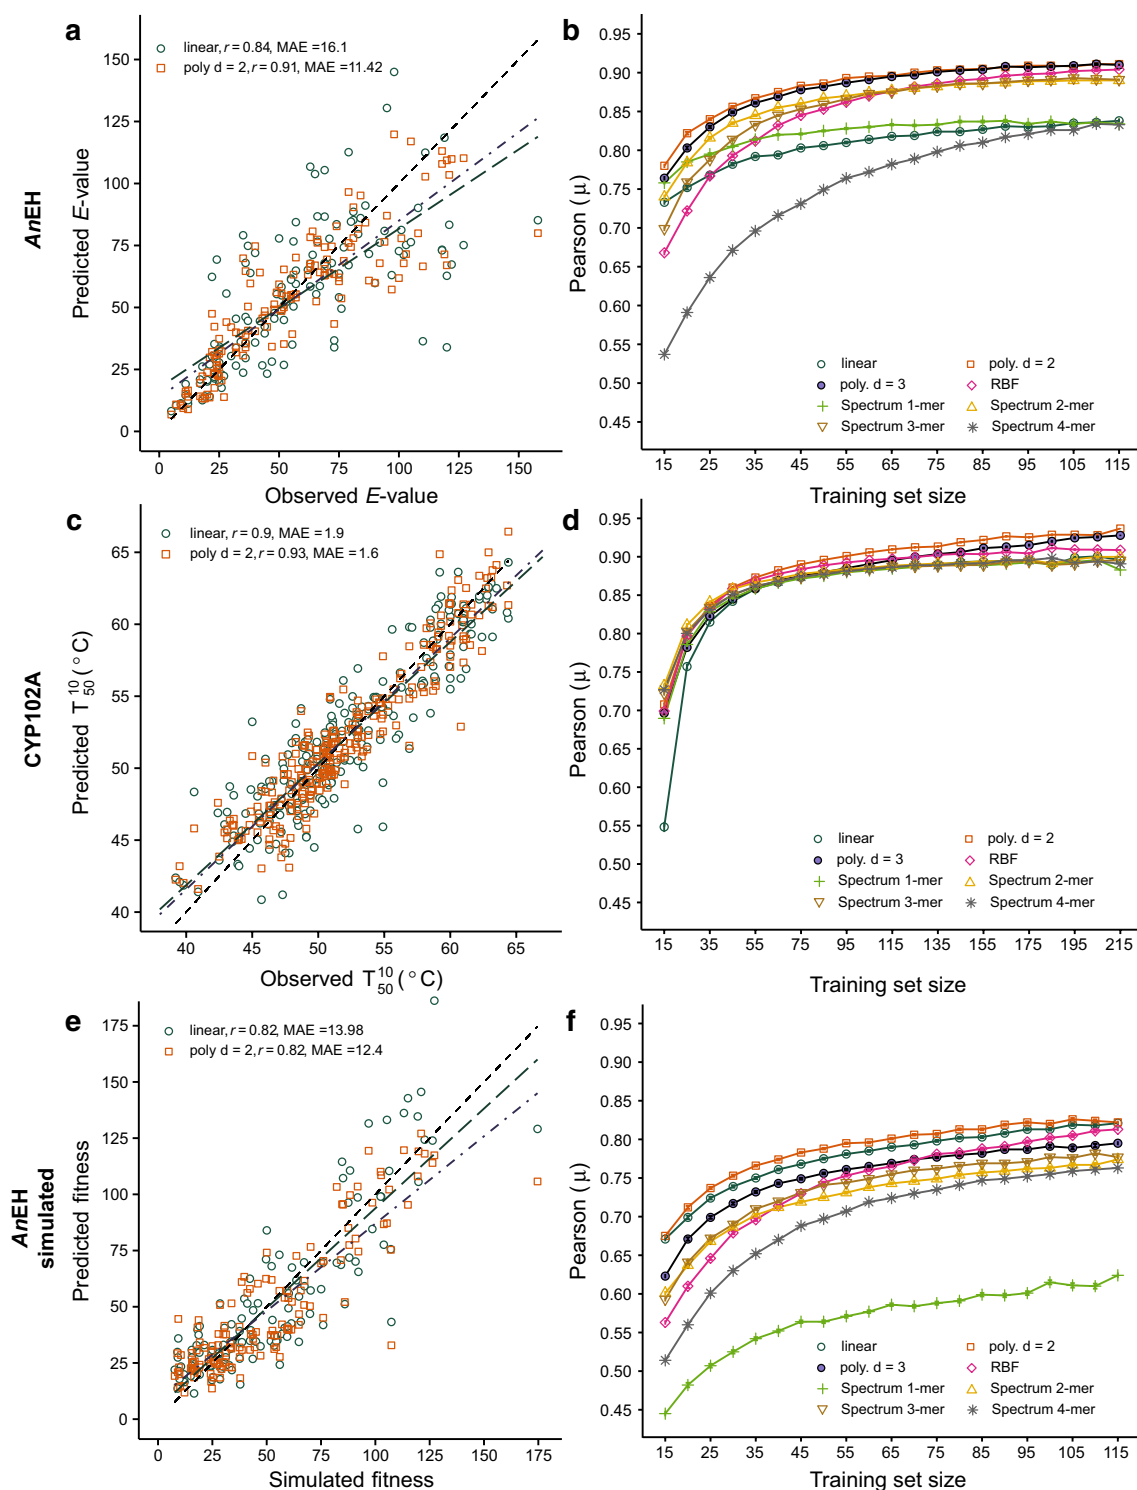 a
linear, r = 0.84, MAE =16.1
poly d = 2, r = 0.91, MAE =11.42
150
125
100
75
50
25
0
Predicted E-value
AnEH
0 25 50 75 100 125 150
Observed E-value
b
0.95
0.90
0.85
0.80
0.75
0.70
0.65
0.60
0.55
0.50
0.45
Pearson (μ)
linear
poly. d = 2
poly. d = 3
RBF
Spectrum 1-mer
Spectrum 2-mer
Spectrum 3-mer
Spectrum 4-mer
15 25 35 45 55 65 75 85 95 105 115
Training set size
c
linear, r = 0.9, MAE =1.9
poly d = 2, r = 0.93, MAE =1.6
65
60
55
50
45
40
Predicted T₅₀¹⁰ (°C)
CYP102A
40 45 50 55 60 65
Observed T₅₀¹⁰ (°C)
d
0.95
0.90
0.85
0.80
0.75
0.70
0.65
0.60
0.55
0.50
0.45
Pearson (μ)
linear
poly. d = 2
poly. d = 3
RBF
Spectrum 1-mer
Spectrum 2-mer
Spectrum 3-mer
Spectrum 4-mer
15 35 55 75 95 115 135 155 175 195 215
Training set size
e
linear, r = 0.82, MAE =13.98
poly d = 2, r = 0.82, MAE =12.4
175
150
125
100
75
50
25
0
Predicted fitness
AnEH
simulated
0 25 50 75 100 125 150 175
Simulated fitness
f
0.95
0.90
0.85
0.80
0.75
0.70
0.65
0.60
0.55
0.50
0.45
Pearson (μ)
linear
poly. d = 2
poly. d = 3
RBF
Spectrum 1-mer
Spectrum 2-mer
Spectrum 3-mer
Spectrum 4-mer
15 25 35 45 55 65 75 85 95 105 115
Training set size